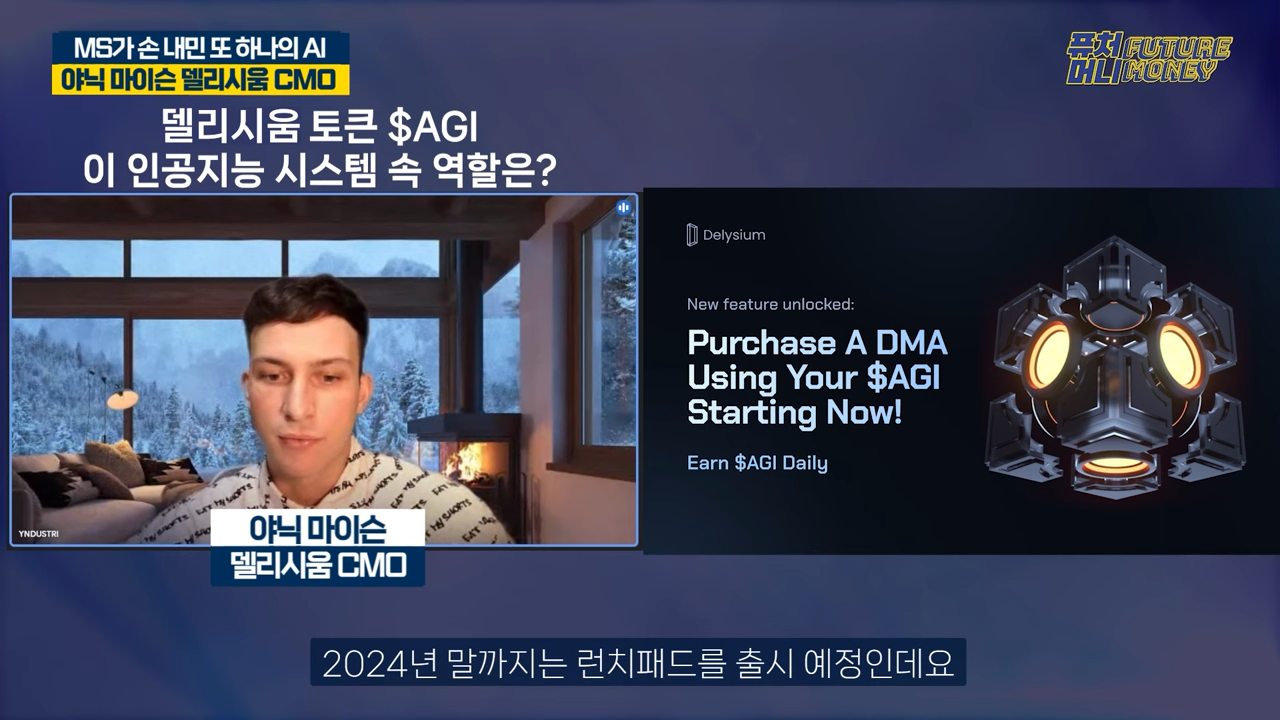 MS가 손 내민 또 하나의 AI
야닉 마이슨 델리시움 CMO
퓨처
머니
FUTURE
MONEY
델리시움 토큰 $AGI
이 인공지능 시스템 속 역할은?
YNDUSTRI
야닉 마이슨
델리시움 CMO
Delysium
New feature unlocked:
Purchase A DMA
Using Your $AGI
Starting Now!
Earn $AGI Daily
2024년 말까지는 런치패드를 출시 예정인데요